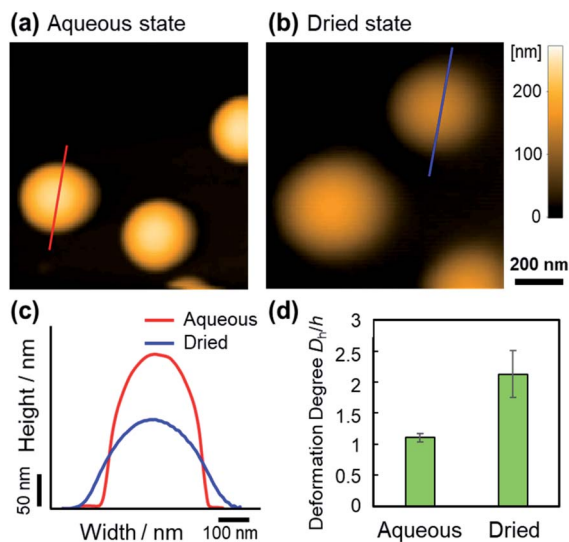 (a) Aqueous state
(b) Dried state
[nm]
200
100
0
200 nm
(c)
Aqueous
Dried
Height / nm
50 nm
Width / nm
100 nm
(d)
Deformation Degree Dh/h
3
2.5
2
1.5
1
0.5
0
Aqueous
Dried